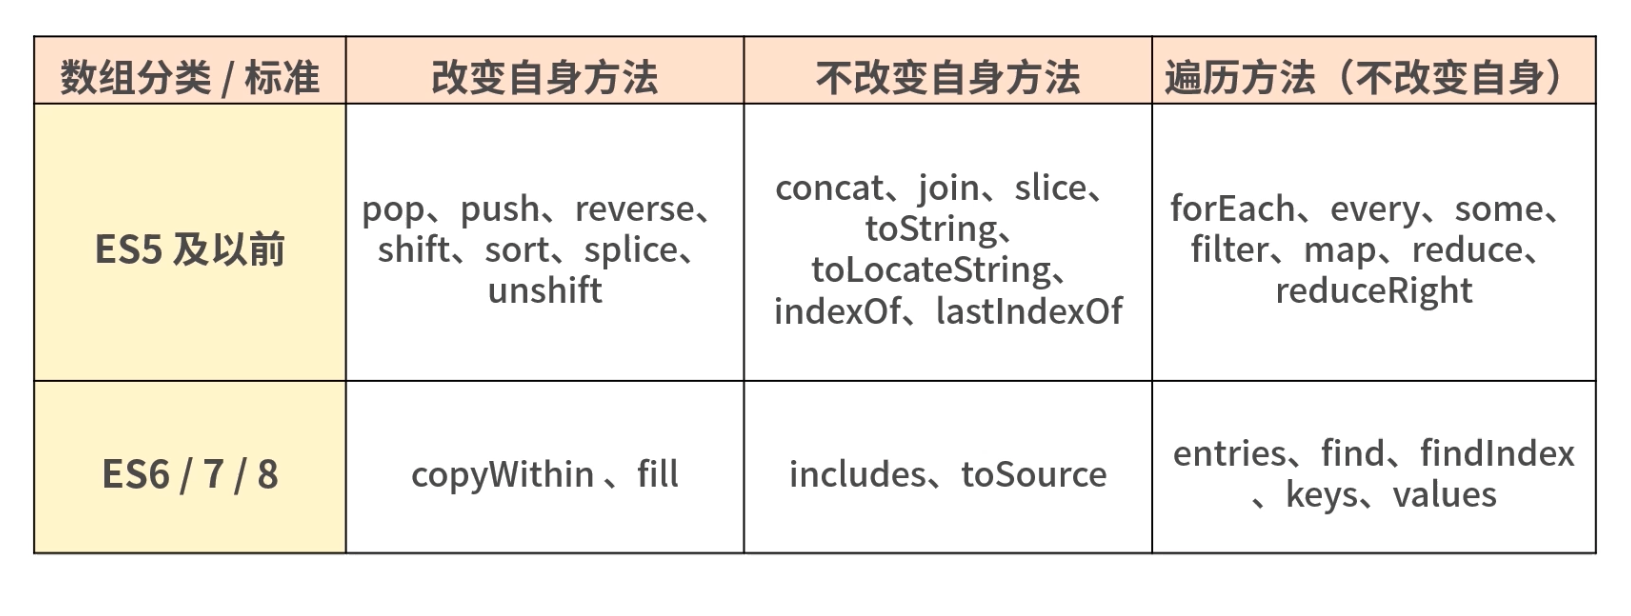 数组分类 / 标准
改变自身方法
不改变自身方法
遍历方法（不改变自身）
ES5 及以前
pop、push、reverse、
shift、sort、splice、
unshift
concat、join、slice、
toString、
toLocateString、
indexOf、lastIndexOf
forEach、every、some、
filter、map、reduce、
reduceRight
ES6 / 7 / 8
copyWithin 、fill
includes、toSource
entries、find、findIndex
、keys、values